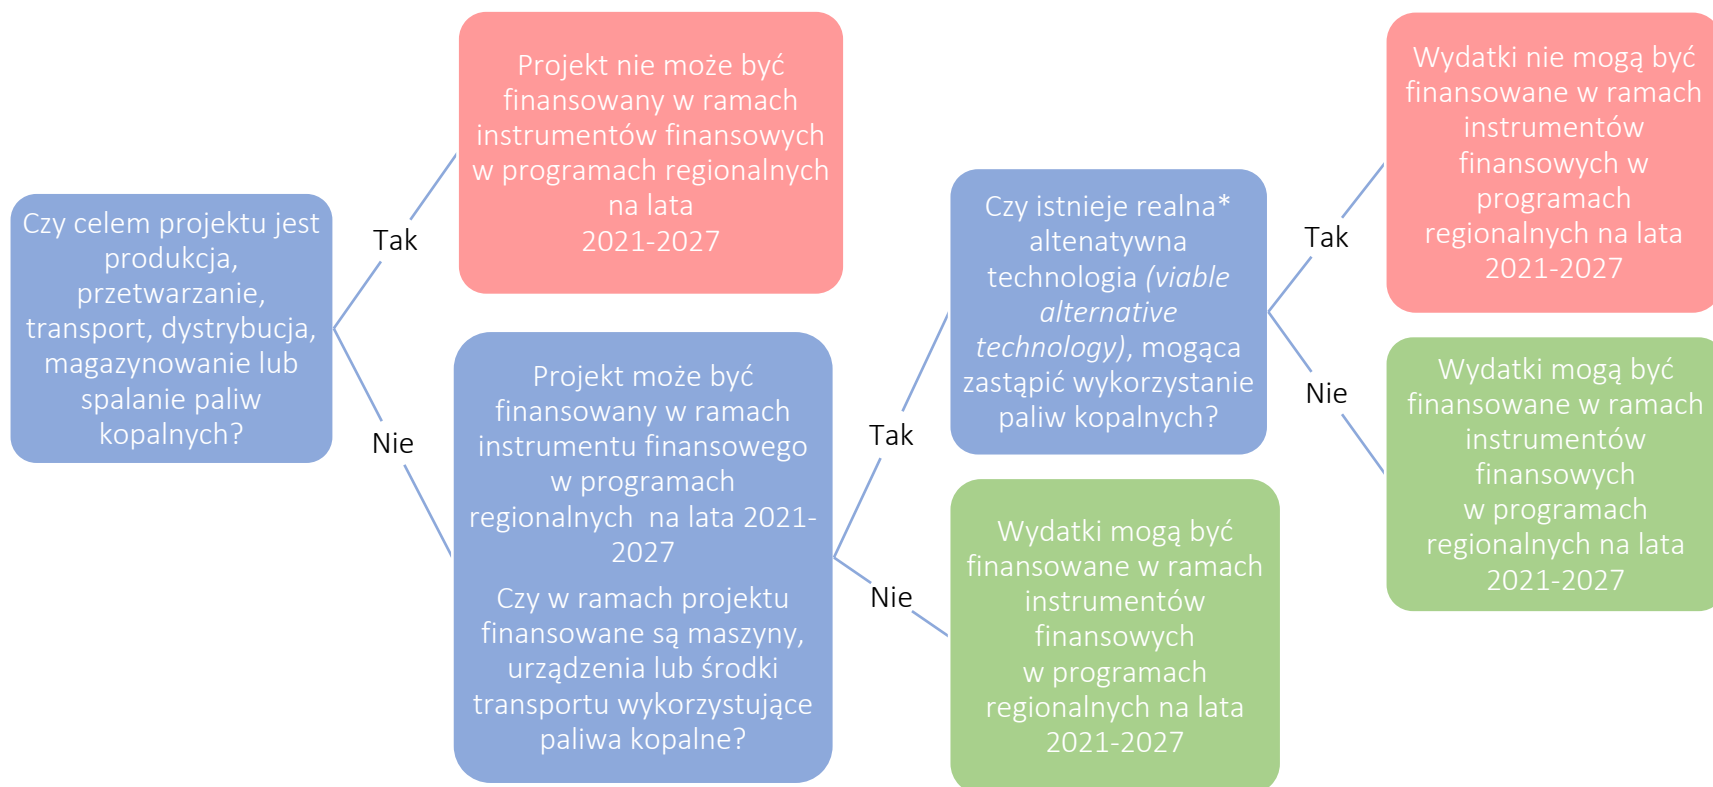 Czy celem projektu jest
produkcja,
przetwarzanie,
transport, dystrybucja,
magazynowanie lub
spalanie paliw
kopalnych?
Tak
Nie
Projekt nie może być
finansowany w ramach
instrumentów finansowych
w programach regionalnych
na lata
2021-2027
Projekt może być
finansowany w ramach
instrumentu finansowego
w programach
regionalnych na lata 2021-
2027
Czy w ramach projektu
finansowane są maszyny,
urządzenia lub środki
transportu wykorzystujące
paliwa kopalne?
Tak
Nie
Czy istnieje realna*
altenatywna
technologia (viable
alternative
technology), mogąca
zastąpić wykorzystanie
paliw kopalnych?
Wydatki mogą być
finansowane w ramach
instrumentów
finansowych
w programach
regionalnych na lata
2021-2027
Tak
Nie
Wydatki nie mogą być
finansowane w ramach
instrumentów
finansowych w
programach
regionalnych na lata
2021-2027
Wydatki mogą być
finansowane w ramach
instrumentów
finansowych
w programach
regionalnych na lata
2021-2027